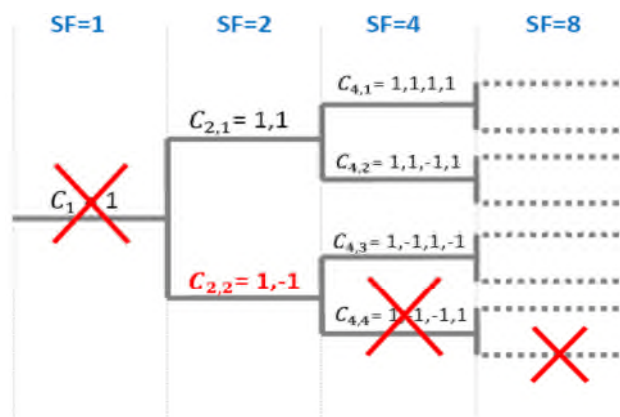 SF=1 SF=2 SF=4 SF=8
C4,1= 1,1,1,1
C2,1= 1,1
C4,2= 1,1,-1,1
C1 1
C4,3= 1,-1,1,-1
C2,2= 1,-1
C4,4= 1 -1,-1,1